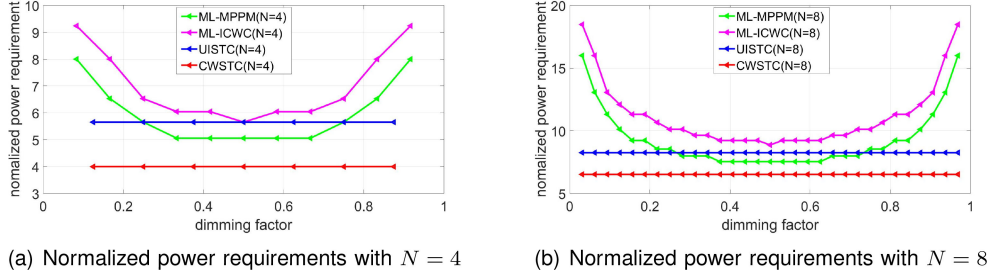 normalized power requirement
10
9
8
7
6
5
4
3
ML-MPPM(N=4)
ML-ICWC(N=4)
UISTC(N=4)
CWSTC(N=4)
0
0.2
0.4
0.6
0.8
1
dimming factor
(a) Normalized power requirements with N = 4
normalized power requirement
20
15
10
5
ML-MPPM(N=8)
ML-ICWC(N=8)
UISTC(N=8)
CWSTC(N=8)
0
0.2
0.4
0.6
0.8
1
dimming factor
(b) Normalized power requirements with N = 8